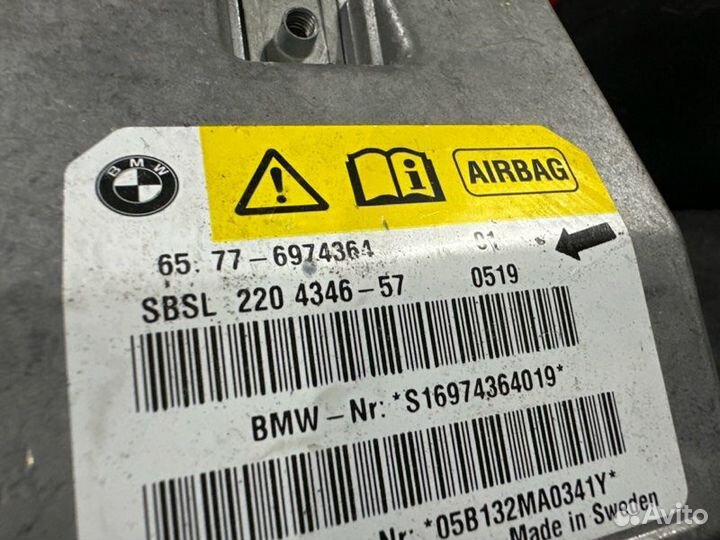 BMW
AIRBAG
65. 77-6974364 01
SBSL 220 4346-57 0519
BMW-Nr: *S16974364019*
Nr: *05B132MA0341Y*
Made in Sweden
Avito